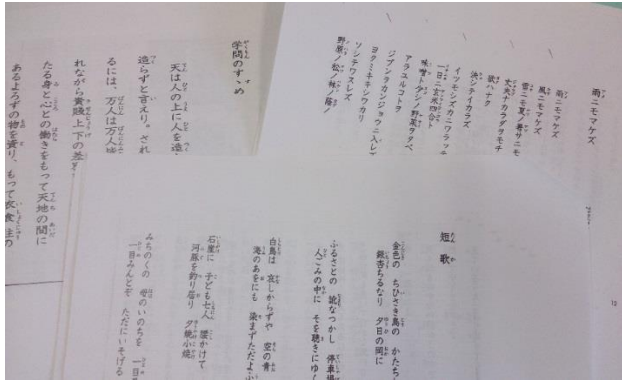 雨ニモマケズ
雨ニモマケズ
風ニモマケズ
雪ニモ夏ノ暑サニモ
丈夫ナカラダヲモチ
欲ハナク
決シテイカラズ
イツモシズカニワラッテ
一日ニ玄米四合ト
味噌ト少シノ野菜ヲタベ
アラユルコトヲ
ジブンヲカンジョウニ入レ
ヨクミキキシワカリ
ソシテワスレズ
野原ノ松ノ林ノ蔭ノ
学問のすゝめ
天は人の上に人を造
造らずと言えり。され
るには、万人は万人
れながら貴賤上下の差
たる身と心との働きをもって天地の間に
あるよろずの物を資り、もって衣食住の
短歌
金色の ちひさき鳥の かたち
銀杏ちるなり 夕日の岡に
ふるさとの 訛なつかし 停車場
人ごみの中に そを聴きにゆく
白鳥は 哀しからずや 空の青
海のあをにも 染まずただよふ
石崖に 子ども七人 腰かけて
河豚を釣り居り 夕焼小焼
みちのくの 母のいのちを 一目
一目みんとぞ ただにいそげる